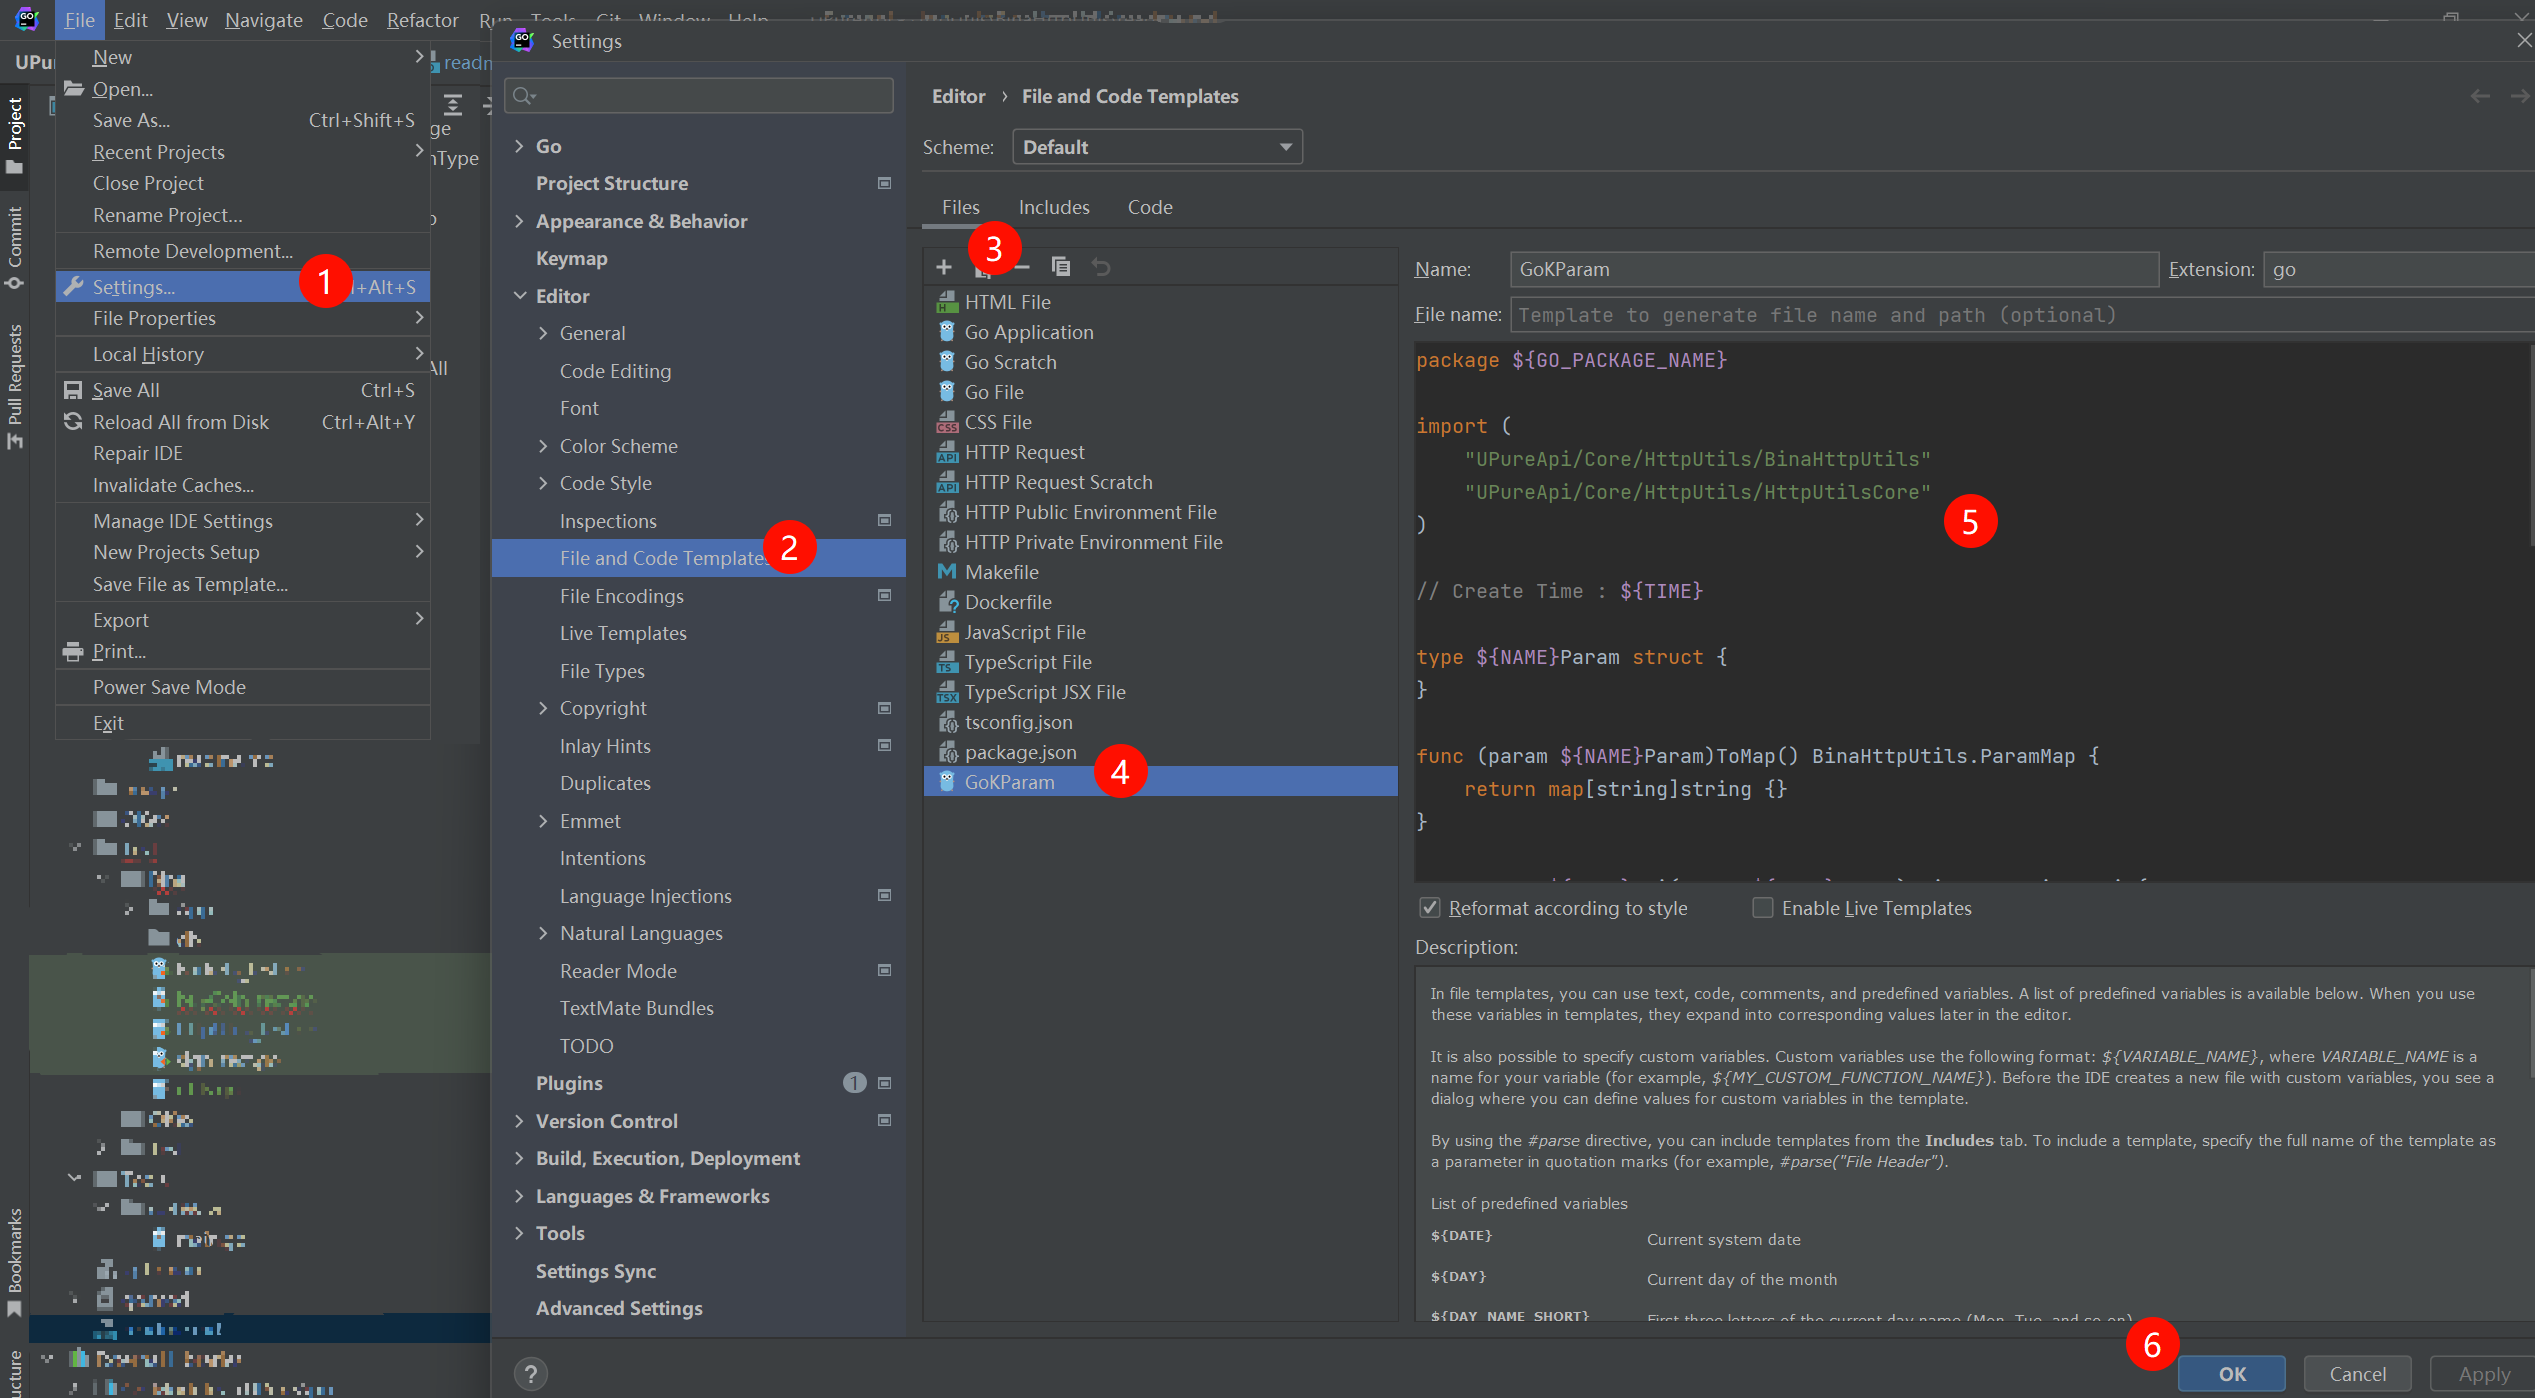 File Edit View Navigate Code Refactor
Settings
New
Open...
Save As... Ctrl+Shift+S
Recent Projects
Close Project
Rename Project...
Remote Development...
Settings... 1 +Alt+S
File Properties
Local History
Save All Ctrl+S
Reload All from Disk Ctrl+Alt+Y
Repair IDE
Invalidate Caches...
Manage IDE Settings
New Projects Setup
Save File as Template...
Export
Print...
Power Save Mode
Exit
Project
Commit
Pull Requests
Bookmarks
Go
Project Structure
Appearance & Behavior
Keymap
Editor
General
Code Editing
Font
Color Scheme
Code Style
Inspections
File and Code Templates 2
File Encodings
Live Templates
File Types
Copyright
Inlay Hints
Duplicates
Emmet
Intentions
Language Injections
Natural Languages
Reader Mode
TextMate Bundles
TODO
Plugins 1
Version Control
Build, Execution, Deployment
Languages & Frameworks
Tools
Settings Sync
Advanced Settings
?
Editor › File and Code Templates
Scheme: Default
Files Includes Code
3
HTML File
Go Application
Go Scratch
Go File
CSS File
HTTP Request
HTTP Request Scratch
HTTP Public Environment File
HTTP Private Environment File
Makefile
Dockerfile
JavaScript File
TypeScript File
TypeScript JSX File
tsconfig.json
package.json
GoKParam 4
Name: GoKParam Extension: go
File name: Template to generate file name and path (optional)
package ${GO_PACKAGE_NAME}
import (
"UPureApi/Core/HttpUtils/BinaHttpUtils"
"UPureApi/Core/HttpUtils/HttpUtilsCore"
) 5
// Create Time : ${TIME}
type ${NAME}Param struct {
}
func (param ${NAME}Param)ToMap() BinaHttpUtils.ParamMap {
return map[string]string {}
}
Reformat according to style Enable Live Templates
Description:
In file templates, you can use text, code, comments, and predefined variables. A list of predefined variables is available below. When you use
these variables in templates, they expand into corresponding values later in the editor.
It is also possible to specify custom variables. Custom variables use the following format: ${VARIABLE_NAME}, where VARIABLE_NAME is a
name for your variable (for example, ${MY_CUSTOM_FUNCTION_NAME}). Before the IDE creates a new file with custom variables, you see a
dialog where you can define values for custom variables in the template.
By using the #parse directive, you can include templates from the Includes tab. To include a template, specify the full name of the template as
a parameter in quotation marks (for example, #parse("File Header").
List of predefined variables
${DATE} Current system date
${DAY} Current day of the month
${DAY_NAME_SHORT} First three letters of the current day name (Mon, Tue, and so on)
6
OK Cancel Apply